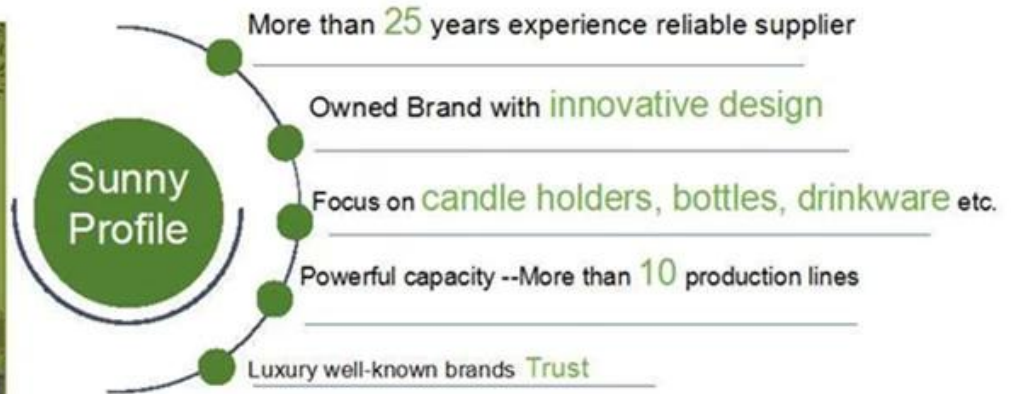 Sunny
Profile
More than 25 years experience reliable supplier
Owned Brand with innovative design
Focus on candle holders, bottles, drinkware etc.
Powerful capacity --More than 10 production lines
Luxury well-known brands Trust